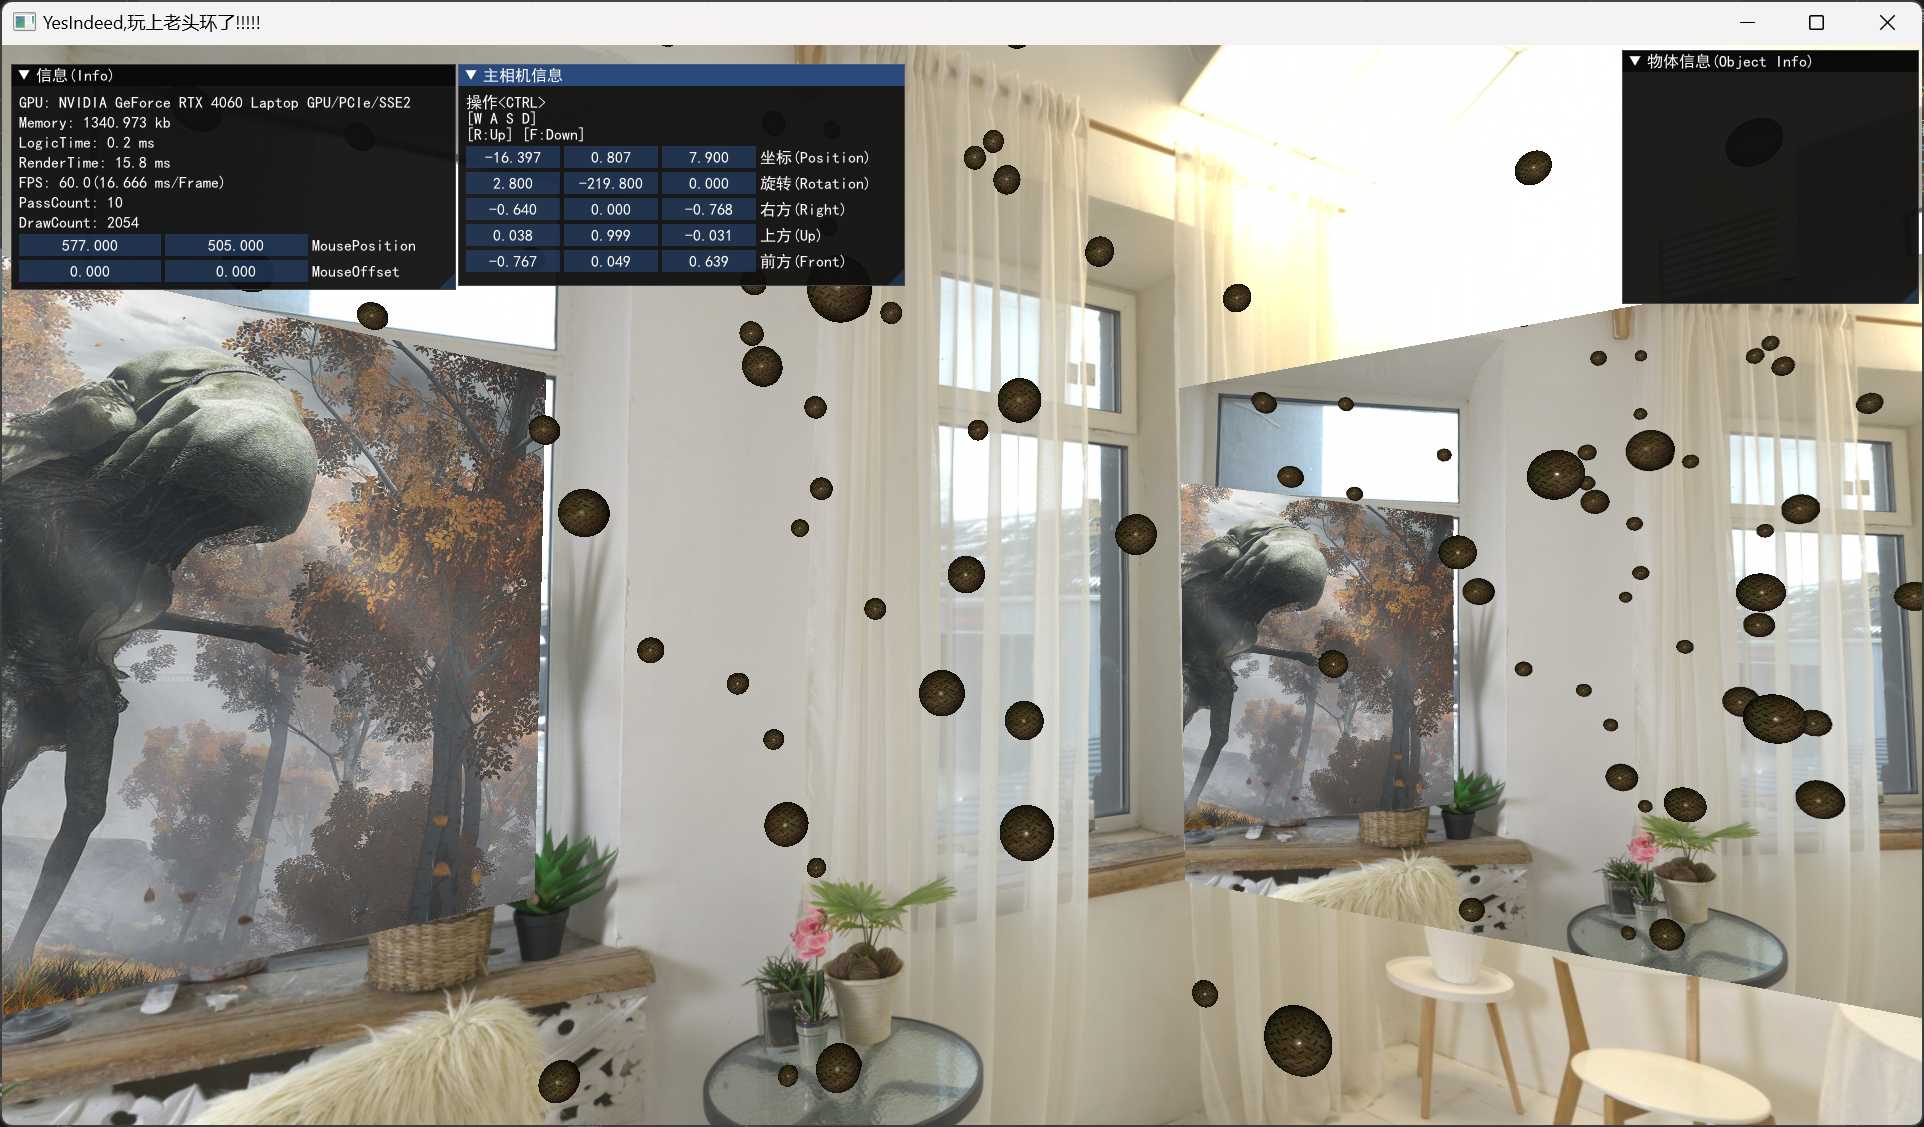 YesIndeed,玩上老头环了!!!!!
信息(Info)
GPU: NVIDIA GeForce RTX 4060 Laptop GPU/PCIe/SSE2
Memory: 1340.973 kb
LogicTime: 0.2 ms
RenderTime: 15.8 ms
FPS: 60.0(16.666 ms/Frame)
PassCount: 10
DrawCount: 2054
577.000 505.000 MousePosition
0.000 0.000 MouseOffset
主相机信息
操作<CTRL>
[W A S D]
[R:Up] [F:Down]
-16.397 0.807 7.900 坐标(Position)
2.800 -219.800 0.000 旋转(Rotation)
-0.640 0.000 -0.768 右方(Right)
0.038 0.999 -0.031 上方(Up)
-0.767 0.049 0.639 前方(Front)
物体信息(Object Info)